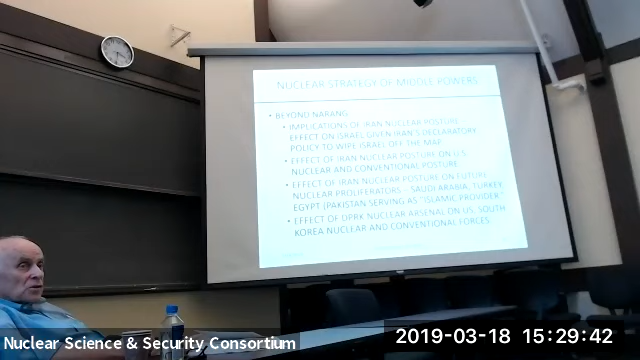 NUCLEAR STRATEGY OF MIDDLE POWERS
• BEYOND NARANG
• IMPLICATIONS OF IRAN NUCLEAR POSTURE
EFFECT ON ISRAEL GIVEN IRAN'S DECLARATORY
POLICY TO WIPE ISRAEL OFF THE MAP.
• EFFECT OF IRAN NUCLEAR POSTURE ON U.S.
NUCLEAR AND CONVENTIONAL POSTURE.
• EFFECT OF IRAN NUCLEAR POSTURE ON FUTURE
NUCLEAR PROLIFERATORS – SAUDI ARABIA, TURKEY,
EGYPT (PAKISTAN SERVING AS "ISLAMIC PROVIDER"
• EFFECT OF DPRK NUCLEAR ARSENAL ON US, SOUTH
KOREA NUCLEAR AND CONVENTIONAL FORCES.
Nuclear Science & Security Consortium
2019-03-18 15:29:42